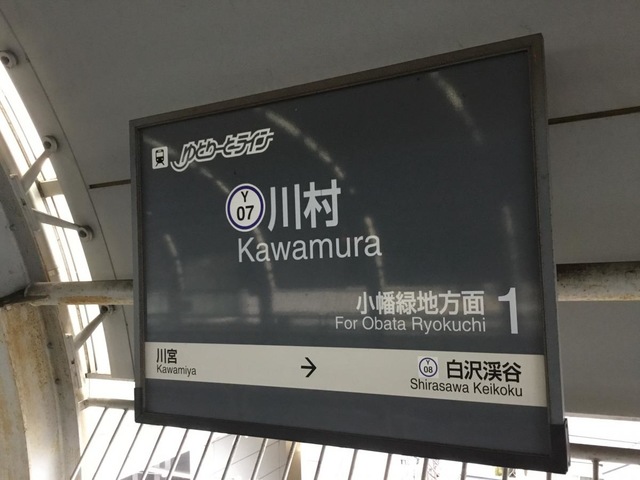 ゆとりーとライン
Y
07
川村
Kawamura
小幡緑地方面 1
For Obata Ryokuchi
川宮
Kawamiya
→
Y
08
白沢渓谷
Shirasawa Keikoku